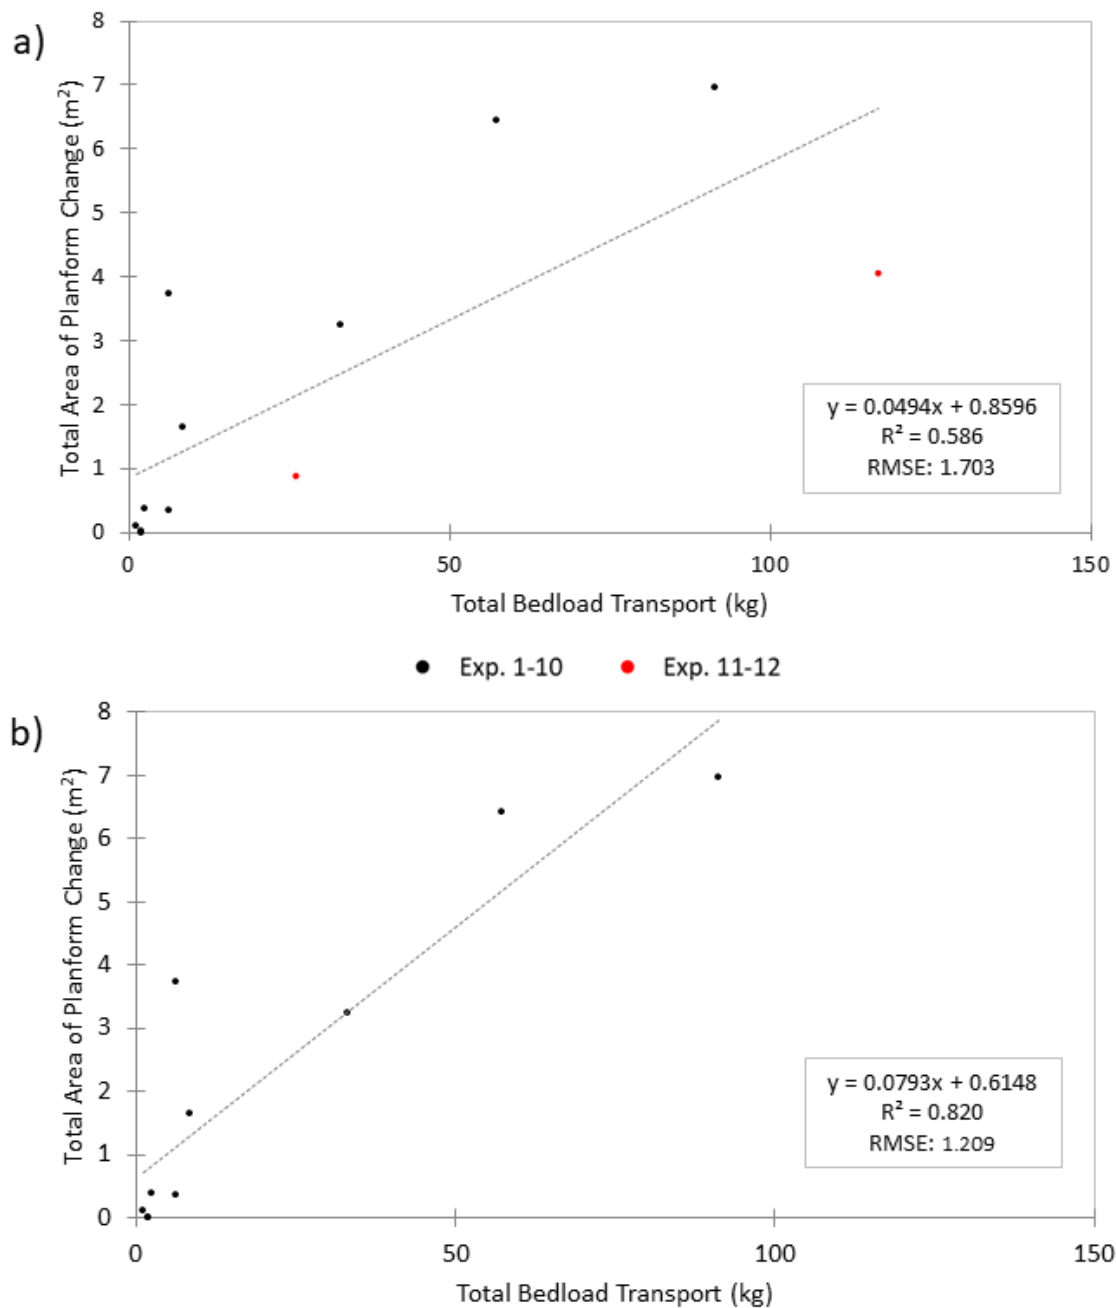 a)
Total Area of Planform Change (m²)
8
7
6
5
4
3
2
1
0
y = 0.0494x + 0.8596
R² = 0.586
RMSE: 1.703
0 50 100 150
Total Bedload Transport (kg)
Exp. 1-10 Exp. 11-12
b)
Total Area of Planform Change (m²)
8
7
6
5
4
3
2
1
0
y = 0.0793x + 0.6148
R² = 0.820
RMSE: 1.209
0 50 100 150
Total Bedload Transport (kg)